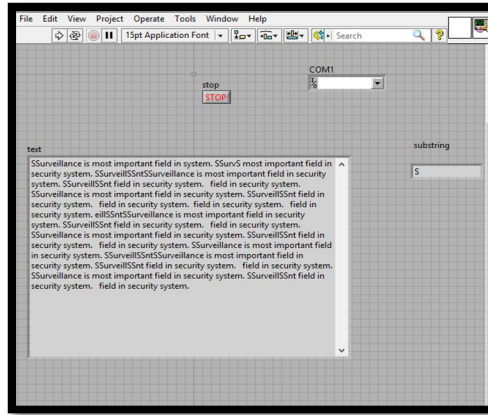 File Edit View Project Operate Tools Window Help
15pt Application Font Search
COM1
stop
STOP
substring
S
text
SSurveillance is most important field in system. SSurvS most important field in
security system. SSurveillSSntSSurveillance is most important field in security
system. SSurveillSSnt field in security system. field in security system.
SSurveillance is most important field in security system. SSurveillSSnt field in
security system. field in security system. field in security system. field in
security system. eillSSntSSurveillance is most important field in security
system. SSurveillSSnt field in security system. field in security system.
SSurveillance is most important field in security system. SSurveillSSnt field in
security system. field in security system. SSurveillance is most important field
in security system. SSurveillSSntSSurveillance is most important field in
security system. SSurveillSSnt field in security system. field in security system.
SSurveillance is most important field in security system. SSurveillSSnt field in
security system. field in security system.